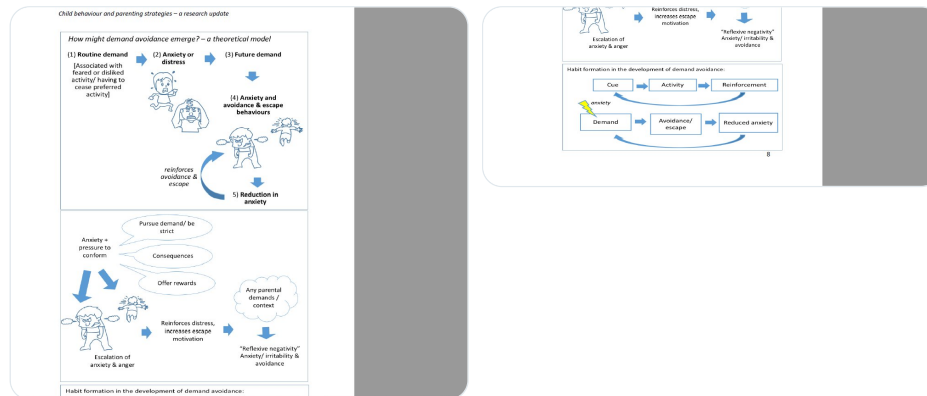 Child behaviour and parenting strategies – a research update
How might demand avoidance emerge? – a theoretical model
(1) Routine demand
[Associated with
feared or disliked
activity/ having to
cease preferred
activity]
(2) Anxiety or
distress
(3) Future demand
(4) Anxiety and
avoidance & escape
behaviours
reinforces
avoidance &
escape
5) Reduction in
anxiety
Anxiety +
pressure to
conform
Pursue demand/ be
strict
Consequences
Offer rewards
Any parental
demands /
context
Reinforces distress,
increases escape
motivation
Escalation of
anxiety & anger
"Reflexive negativity"
Anxiety/ irritability &
avoidance
Habit formation in the development of demand avoidance:
Reinforces distress,
increases escape
motivation
Escalation of
anxiety & anger
"Reflexive negativity"
Anxiety/ irritability &
avoidance
Habit formation in the development of demand avoidance:
Cue
Activity
Reinforcement
anxiety
Demand
Avoidance/
escape
Reduced anxiety
8